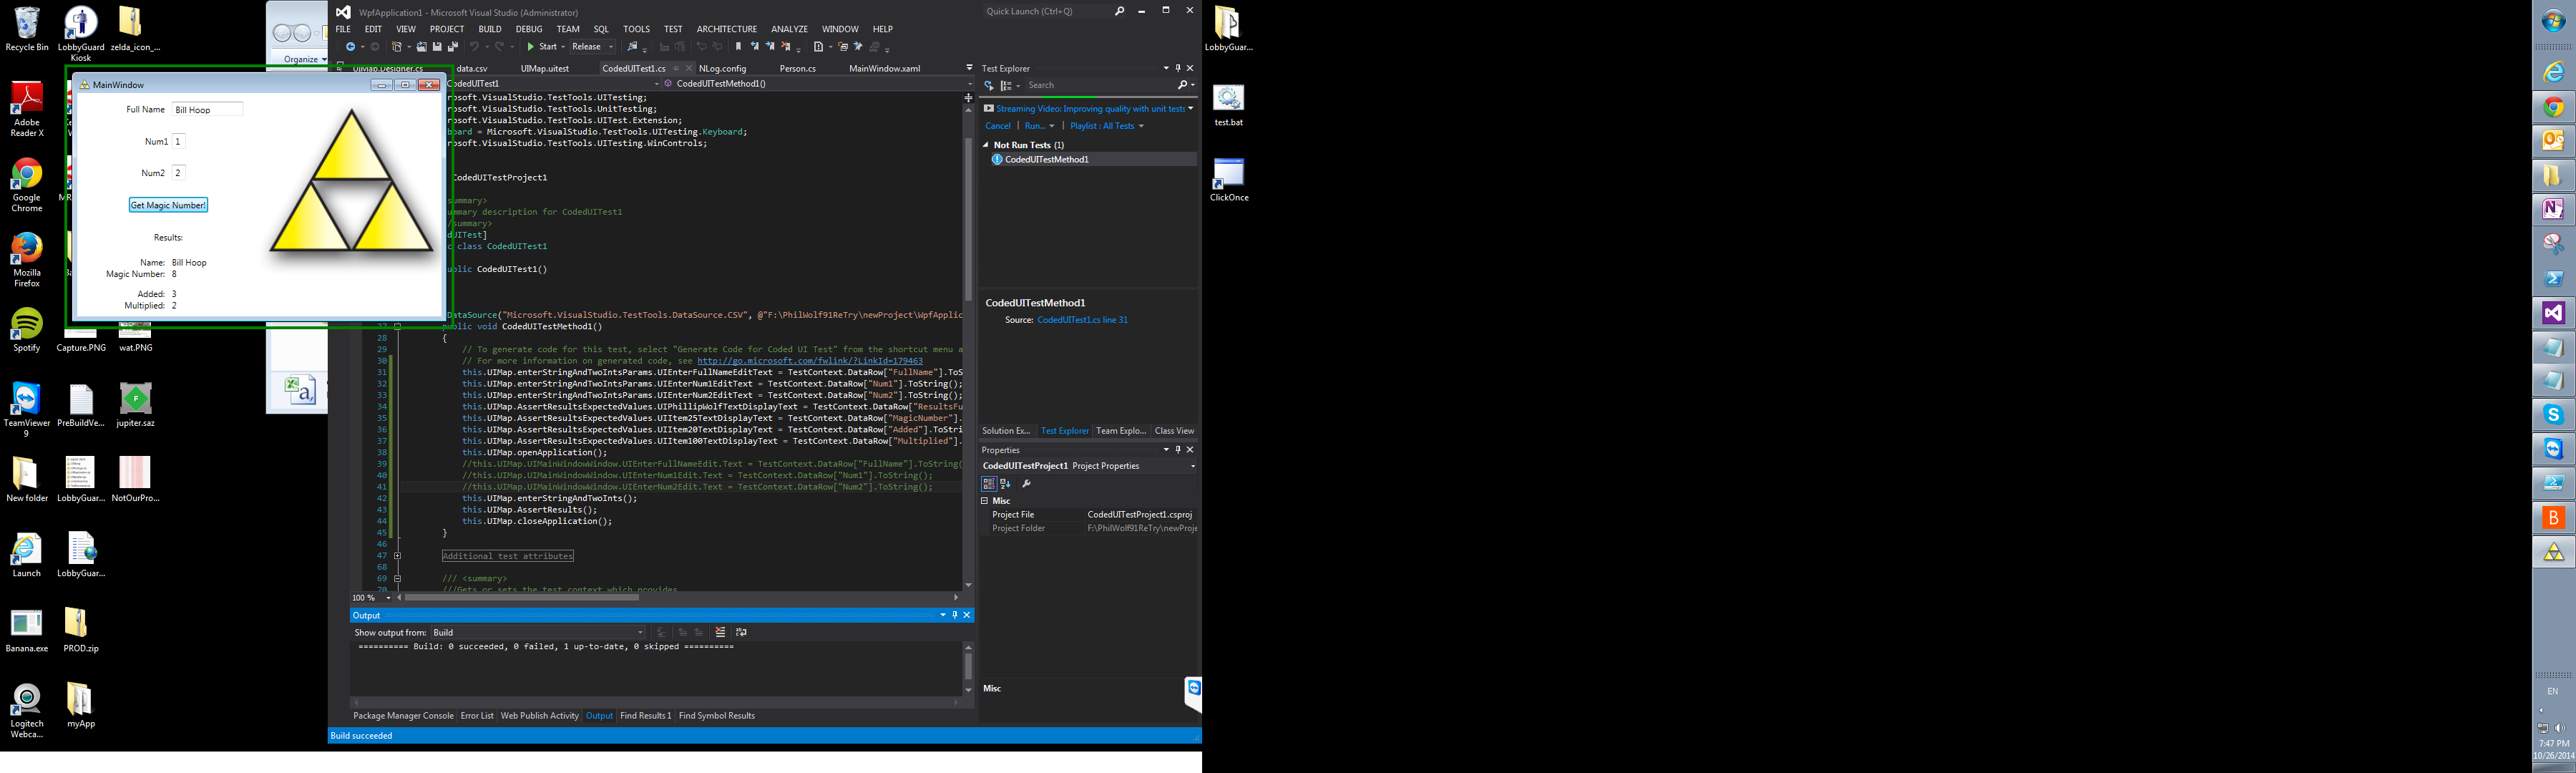 Recycle Bin
LobbyGuard
Kiosk
zelda_icon_...
Adobe
Reader X
Google
Chrome
Mozilla
Firefox
Spotify
Capture.PNG
wat.PNG
TeamViewer
9
PreBuildVe...
jupiter.saz
New folder
LobbyGuar...
NotOurPro...
Launch
LobbyGuar...
Banana.exe
PROD.zip
Logitech
Webca...
myApp
Organize
MainWindow
Full Name Bill Hoop
Num1 1
Num2 2
Get Magic Number!
Results:
Name: Bill Hoop
Magic Number: 8
Added: 3
Multiplied: 2
WpfApplication1 - Microsoft Visual Studio (Administrator)
Quick Launch (Ctrl+Q)
FILE EDIT VIEW PROJECT BUILD DEBUG TEAM SQL TOOLS TEST ARCHITECTURE ANALYZE WINDOW HELP
Start Release
UIMap.Designer.cs data.csv UIMap.uitest CodedUITest1.cs NLog.config Person.cs MainWindow.xaml
CodedUITest1 CodedUITestMethod1()
rosoft.VisualStudio.TestTools.UITesting;
rosoft.VisualStudio.TestTools.UnitTesting;
rosoft.VisualStudio.TestTools.UITest.Extension;
board = Microsoft.VisualStudio.TestTools.UITesting.Keyboard;
rosoft.VisualStudio.TestTools.UITesting.WinControls;
CodedUITestProject1
summary>
ummary description for CodedUITest1
/summary>
dUITest]
c class CodedUITest1
ublic CodedUITest1()
DataSource("Microsoft.VisualStudio.TestTools.DataSource.CSV", @"F:\PhilWolf91ReTry\newProject\WpfApplic
27 public void CodedUITestMethod1()
28 {
29 // To generate code for this test, select "Generate Code for Coded UI Test" from the shortcut menu a
30 // For more information on generated code, see http://go.microsoft.com/fwlink/?LinkId=179463
31 this.UIMap.enterStringAndTwoIntsParams.UIEnterFullNameEditText = TestContext.DataRow["FullName"].ToS
32 this.UIMap.enterStringAndTwoIntsParams.UIEnterNum1EditText = TestContext.DataRow["Num1"].ToString();
33 this.UIMap.enterStringAndTwoIntsParams.UIEnterNum2EditText = TestContext.DataRow["Num2"].ToString();
34 this.UIMap.AssertResultsExpectedValues.UIPhillipWolfTextDisplayText = TestContext.DataRow["ResultsFu
35 this.UIMap.AssertResultsExpectedValues.UIItem25TextDisplayText = TestContext.DataRow["MagicNumber"].
36 this.UIMap.AssertResultsExpectedValues.UIItem20TextDisplayText = TestContext.DataRow["Added"].ToStri
37 this.UIMap.AssertResultsExpectedValues.UIItem100TextDisplayText = TestContext.DataRow["Multiplied"].
38 this.UIMap.openApplication();
39 //this.UIMap.UIMainWindowWindow.UIEnterFullNameEdit.Text = TestContext.DataRow["FullName"].ToString(
40 //this.UIMap.UIMainWindowWindow.UIEnterNum1Edit.Text = TestContext.DataRow["Num1"].ToString();
41 //this.UIMap.UIMainWindowWindow.UIEnterNum2Edit.Text = TestContext.DataRow["Num2"].ToString();
42 this.UIMap.enterStringAndTwoInts();
43 this.UIMap.AssertResults();
44 this.UIMap.closeApplication();
45 }
46
47 Additional test attributes
68
69 /// <summary>
70 ///Gets or sets the test context which provides
100 %
Output
Show output from: Build
========== Build: 0 succeeded, 0 failed, 1 up-to-date, 0 skipped ==========
Package Manager Console Error List Web Publish Activity Output Find Results 1 Find Symbol Results
Build succeeded
Test Explorer
Search
Streaming Video: Improving quality with unit tests
Cancel | Run... | Playlist : All Tests
Not Run Tests (1)
CodedUITestMethod1
CodedUITestMethod1
Source: CodedUITest1.cs line 31
Solution Ex... Test Explorer Team Explo... Class View
Properties
CodedUITestProject1 Project Properties
Misc
Project File CodedUITestProject1.csproj
Project Folder F:\PhilWolf91ReTry\newProje
Misc
LobbyGuar...
test.bat
ClickOnce
EN
7:47 PM
10/26/2014